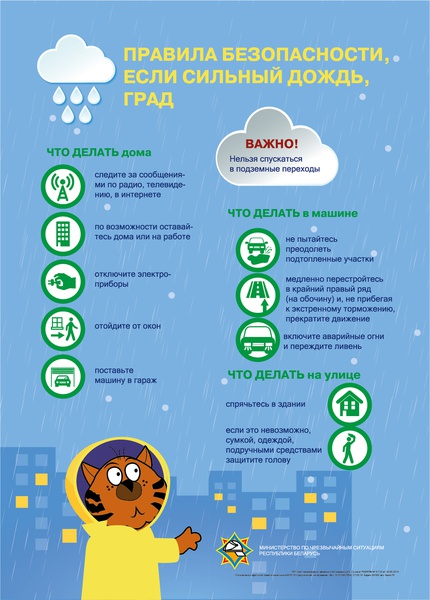 ПРАВИЛА БЕЗОПАСНОСТИ,
ЕСЛИ СИЛЬНЫЙ ДОЖДЬ,
ГРАД
ВАЖНО!
Нельзя спускаться
в подземные переходы
ЧТО ДЕЛАТЬ дома
следите за сообщения-
ми по радио, телевиде-
нию, в интернете
по возможности оставай-
тесь дома или на работе
отключите электро-
приборы
отойдите от окон
поставьте
машину в гараж
ЧТО ДЕЛАТЬ в машине
не пытайтесь
преодолеть
подтопленные участки
медленно перестройтесь
в крайний правый ряд
(на обочину) и, не прибегая
к экстренному торможению,
прекратите движение
включите аварийные огни
и переждите ливень
ЧТО ДЕЛАТЬ на улице
спрячьтесь в здании
если это невозможно,
сумкой, одеждой,
подручными средствами
защитите голову
МИНИСТЕРСТВО ПО ЧРЕЗВЫЧАЙНЫМ СИТУАЦИЯМ
РЕСПУБЛИКИ БЕЛАРУСЬ